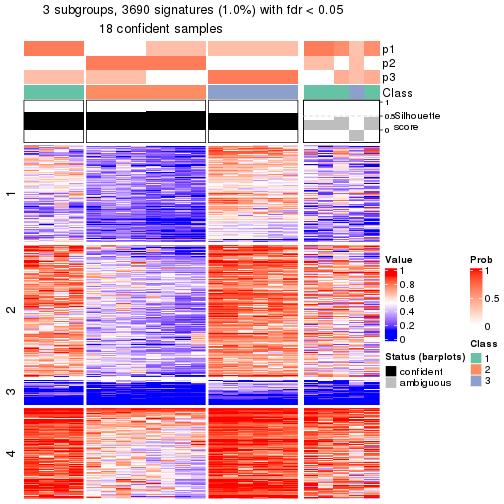 3 subgroups, 3690 signatures (1.0%) with fdr < 0.05
18 confident samples
p1
p2
p3
Class
1
0.5
0
Silhouette
score
1
2
3
4
Value
1
0.8
0.6
0.4
0.2
0
Prob
1
0.5
0
Status (barplots)
confident
ambiguous
Class
1
2
3